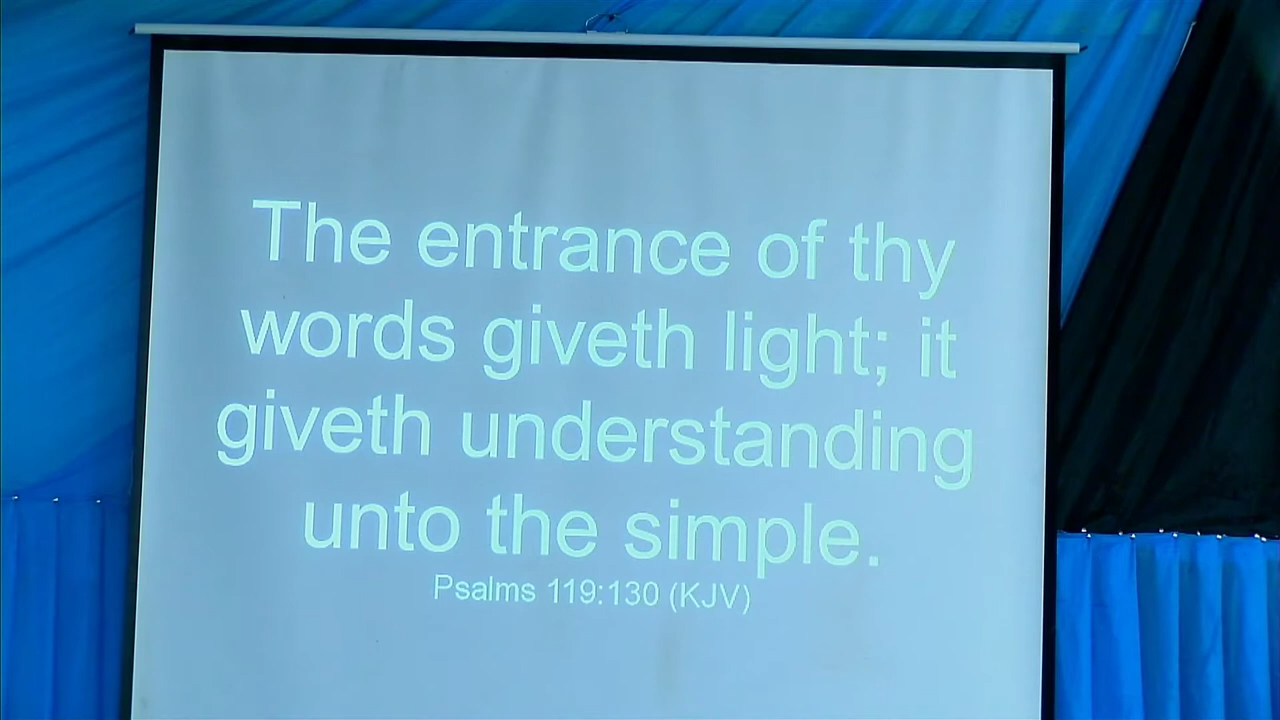 The entrance of thy
words giveth light; it
giveth understanding
unto the simple.
Psalms 119:130 (KJV)